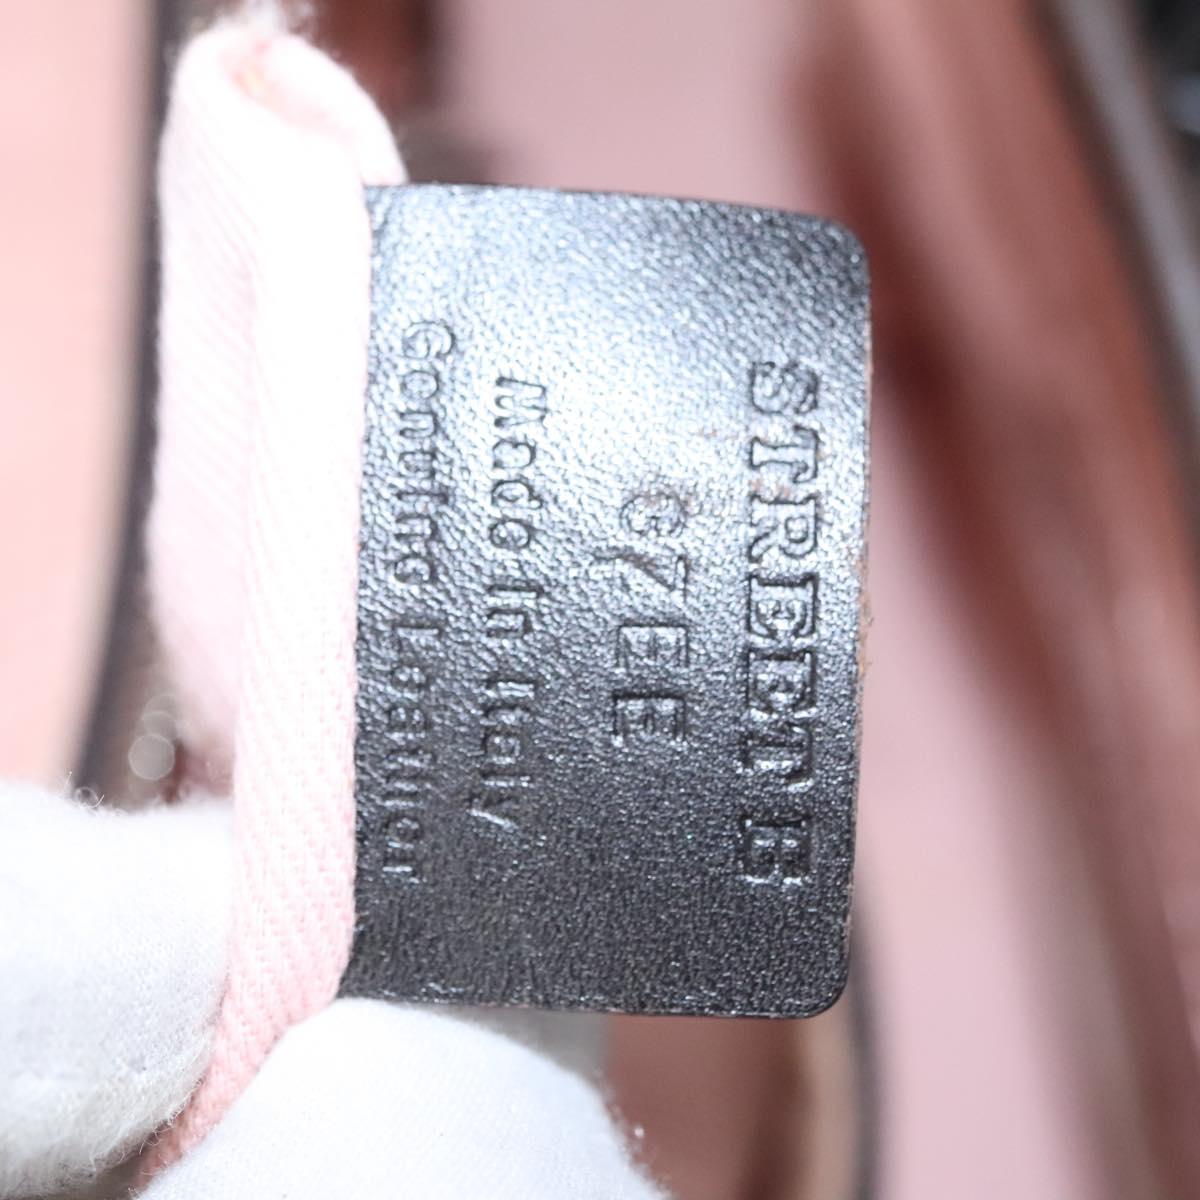 STREET B
G7EE
Made In Italy
Genuine Leather